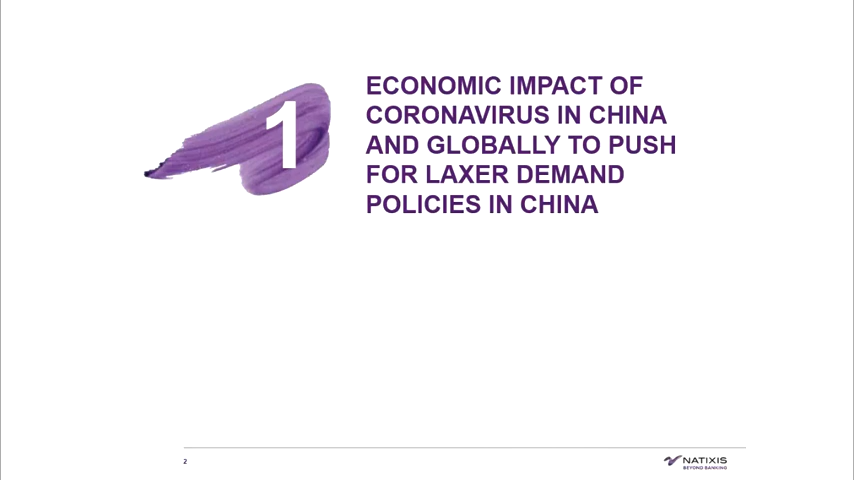 1
ECONOMIC IMPACT OF
CORONAVIRUS IN CHINA
AND GLOBALLY TO PUSH
FOR LAXER DEMAND
POLICIES IN CHINA
2
NATIXIS
BEYOND BANKING